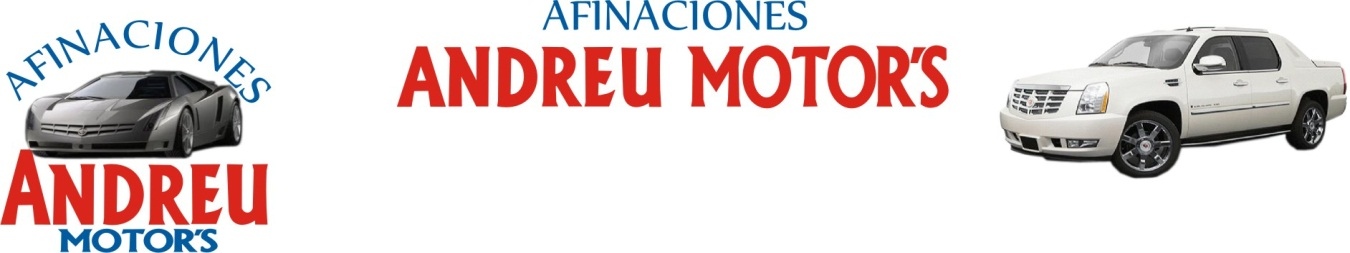 AFINACIONES
ANDREU
MOTOR'S
AFINACIONES
ANDREU MOTOR'S